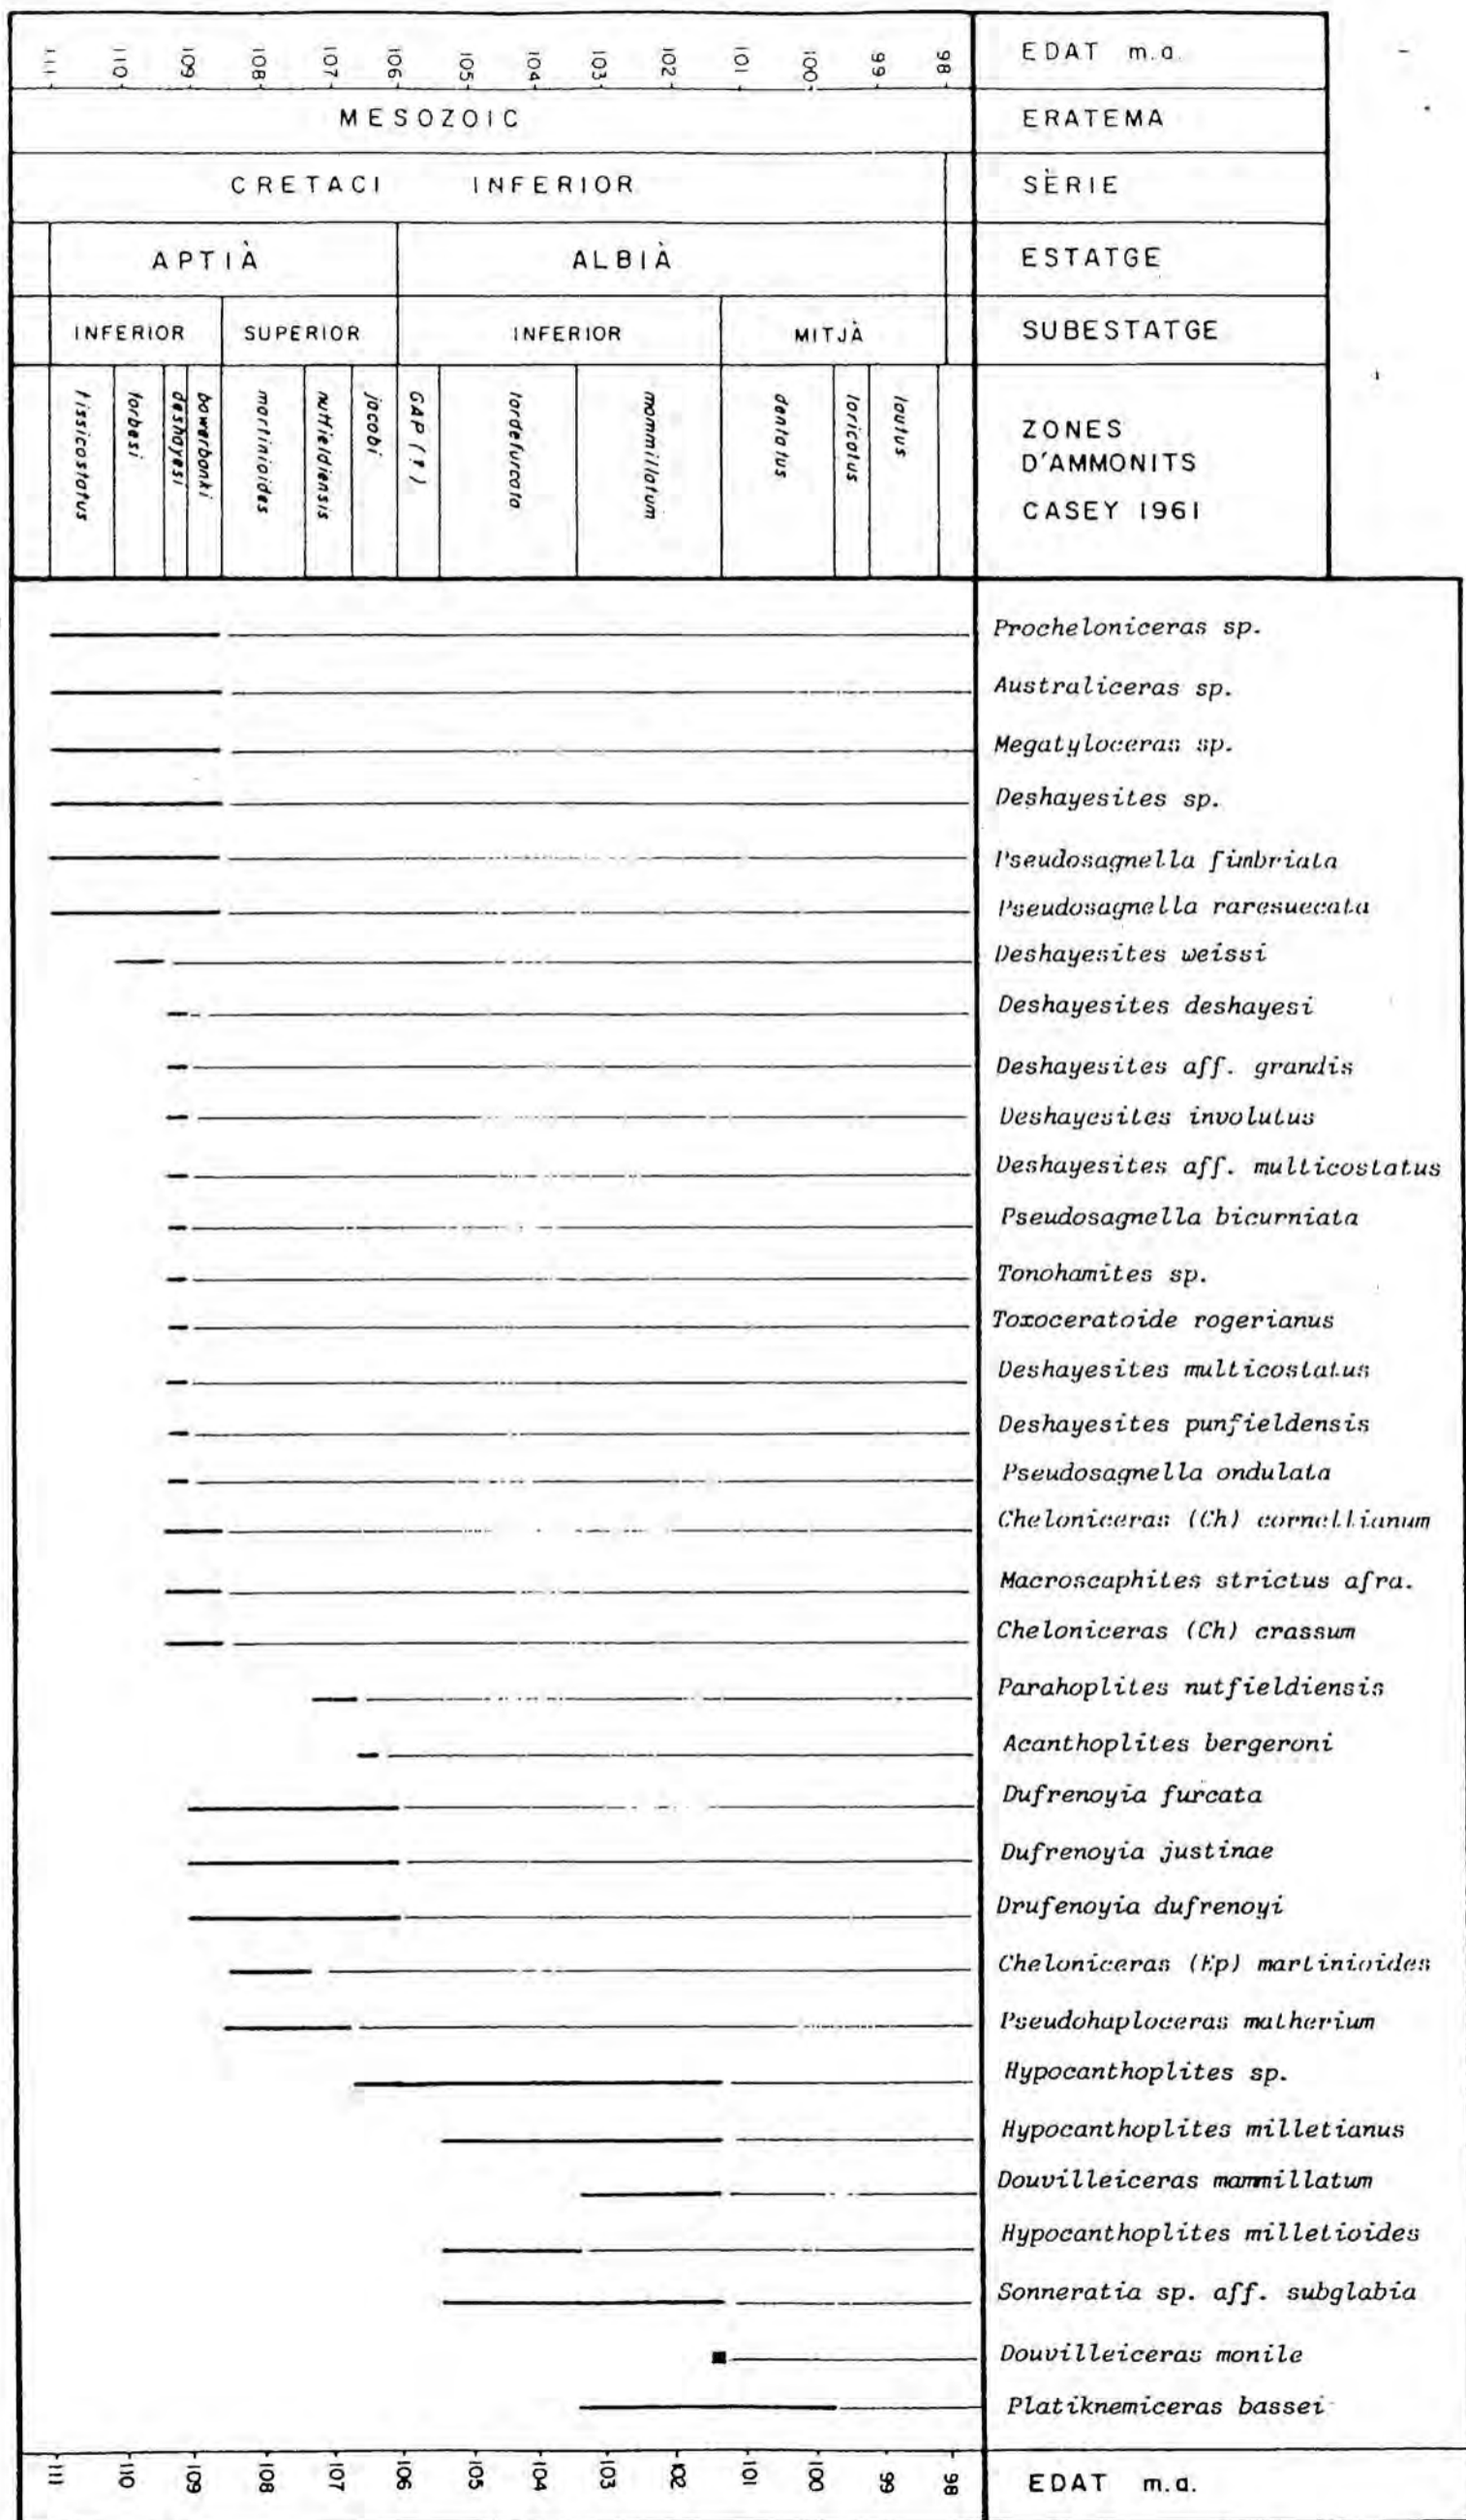 111 110 109 108 107 106 105 104 103 102 101 100 99 98 EDAT m.a.
MESOZOIC ERATEMA
CRETACI INFERIOR SÈRIE
APTIÀ ALBIÀ ESTATGE
INFERIOR SUPERIOR INFERIOR MITJÀ SUBESTATGE
fissicostatus forbesi deshayesi bowerbanki martinioides nutfieldiensis jacobi GAP (?) tardefurcata mammillatum dentatus loricatus lautus
ZONES
D'AMMONITS
CASEY 1961
Procheloniceras sp.
Australiceras sp.
Megatyloceras sp.
Deshayesites sp.
Pseudosagnella fimbriata
Pseudosagnella raresuecata
Deshayesites weissi
Deshayesites deshayesi
Deshayesites aff. grandis
Deshayesites involutus
Deshayesites aff. multicostatus
Pseudosagnella bicurniata
Tonohamites sp.
Toxoceratoide rogerianus
Deshayesites multicostatus
Deshayesites punfieldensis
Pseudosagnella ondulata
Cheloniceras (Ch) cornellianum
Macroscaphites strictus afra.
Cheloniceras (Ch) crassum
Parahoplites nutfieldiensis
Acanthoplites bergeroni
Dufrenoyia furcata
Dufrenoyia justinae
Drufenoyia dufrenoyi
Cheloniceras (Ep) martinioides
Pseudohaploceras matherium
Hypocanthoplites sp.
Hypocanthoplites milletianus
Douvilleiceras mammillatum
Hypocanthoplites milletioides
Sonneratia sp. aff. subglabia
Douvilleiceras monile
Platiknemiceras bassei
111 110 109 108 107 106 105 104 103 102 101 100 99 98 EDAT m.a.